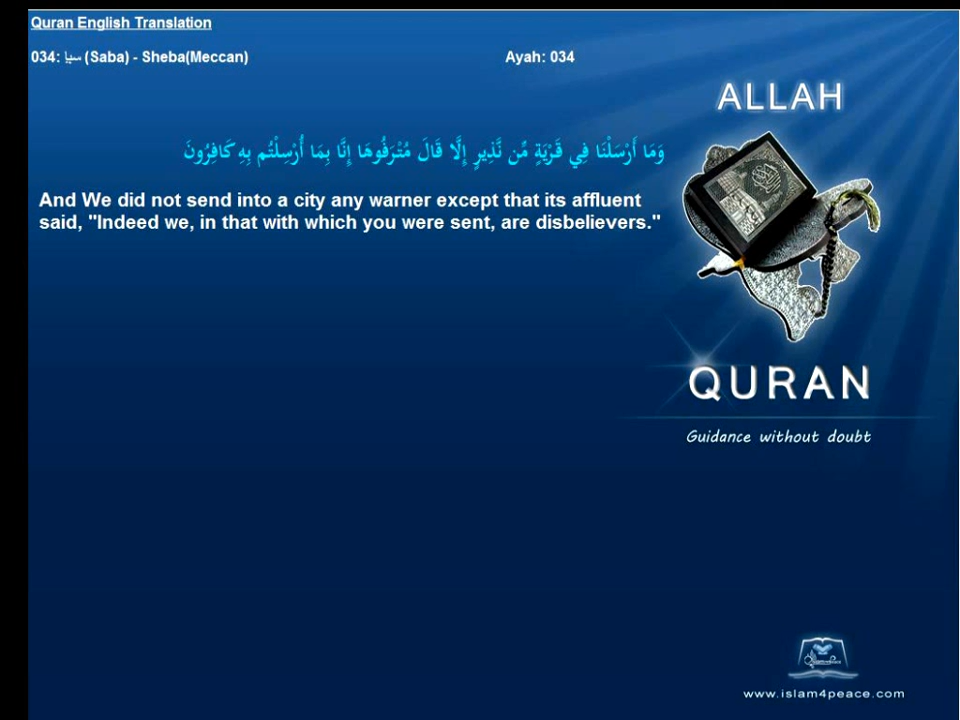 Quran English Translation
034: سبإ (Saba) - Sheba(Meccan) Ayah: 034
ALLAH
وَمَا أَرْسَلْنَا فِي قَرْيَةٍ مِّن نَّذِيرٍ إِلَّا قَالَ مُتْرَفُوهَا إِنَّا بِمَا أُرْسِلْتُم بِهِ كَافِرُونَ
And We did not send into a city any warner except that its affluent
said, "Indeed we, in that with which you were sent, are disbelievers."
QURAN
Guidance without doubt
www.islam4peace.com